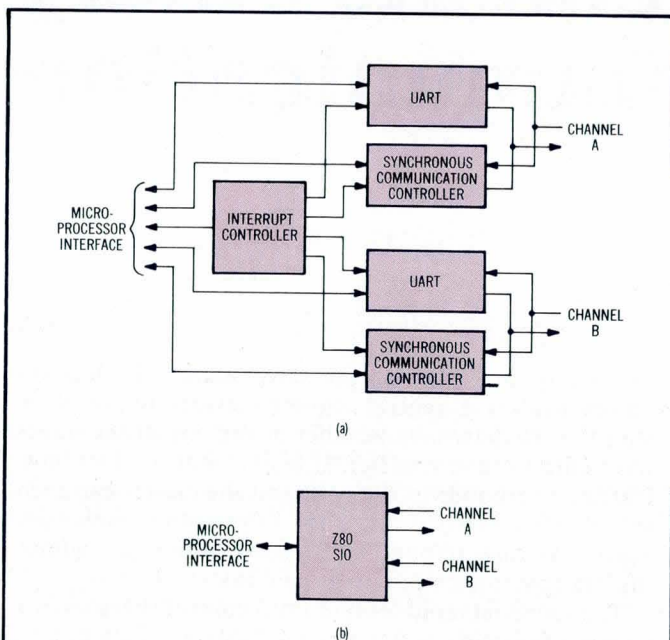 UART
CHANNEL
A
SYNCHRONOUS
COMMUNICATION
CONTROLLER
MICRO-
PROCESSOR
INTERFACE
INTERRUPT
CONTROLLER
UART
CHANNEL
B
SYNCHRONOUS
COMMUNICATION
CONTROLLER
(a)
MICRO-
PROCESSOR
INTERFACE
Z80
SIO
CHANNEL
A
CHANNEL
B
(b)